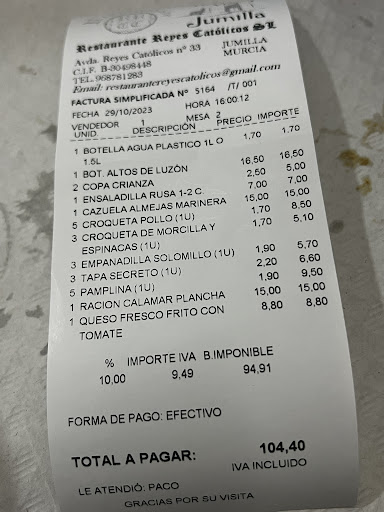 Jumilla
Restaurante Reyes Católicos SL
Avda. Reyes Católicos nº 33 JUMILLA
C.I.F. B-30498448 MURCIA
TEL. 968781283
Email: restaurantereyescatolicos@gmail.com
FACTURA SIMPLIFICADA Nº 5164 /T/ 001
FECHA 29/10/2023 HORA 16:00:12
VENDEDOR 1 MESA 2
UNID DESCRIPCIÓN PRECIO IMPORTE
1 BOTELLA AGUA PLASTICO 1L O 1,70 1,70
1.5L
1 BOT. ALTOS DE LUZÓN 16,50 16,50
2 COPA CRIANZA 2,50 5,00
1 ENSALADILLA RUSA 1-2 C. 7,00 7,00
1 CAZUELA ALMEJAS MARINERA 15,00 15,00
5 CROQUETA POLLO (1U) 1,70 8,50
3 CROQUETA DE MORCILLA Y 1,70 5,10
ESPINACAS (1U)
3 EMPANADILLA SOLOMILLO (1U) 1,90 5,70
3 TAPA SECRETO (1U) 2,20 6,60
5 PAMPLINA (1U) 1,90 9,50
1 RACION CALAMAR PLANCHA 15,00 15,00
1 QUESO FRESCO FRITO CON 8,80 8,80
TOMATE
% IMPORTE IVA B.IMPONIBLE
10,00 9,49 94,91
FORMA DE PAGO: EFECTIVO
TOTAL A PAGAR: 104,40
IVA INCLUIDO
LE ATENDIÓ: PACO
GRACIAS POR SU VISITA